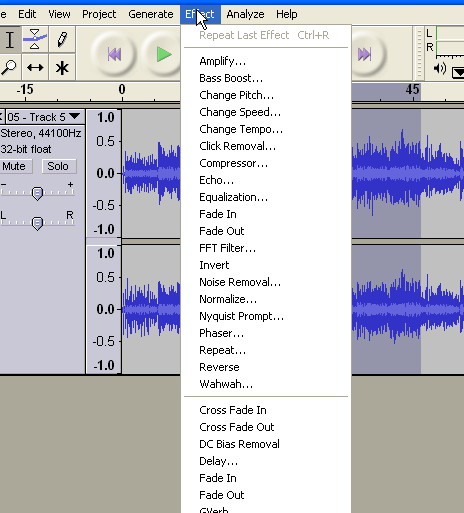 Edit View Project Generate Effect Analyze Help
Repeat Last Effect Ctrl+R
L
R
-15 0 45
05 - Track 5
Stereo, 44100Hz
32-bit float
Mute Solo
- +
L R
1.0
0.5
0.0
-0.5
-1.0
1.0
0.5
0.0
-0.5
-1.0
Amplify...
Bass Boost...
Change Pitch...
Change Speed...
Change Tempo...
Click Removal...
Compressor...
Echo...
Equalization...
Fade In
Fade Out
FFT Filter...
Invert
Noise Removal...
Normalize...
Nyquist Prompt...
Phaser...
Repeat...
Reverse
Wahwah...
Cross Fade In
Cross Fade Out
DC Bias Removal
Delay...
Fade In
Fade Out
GVerb